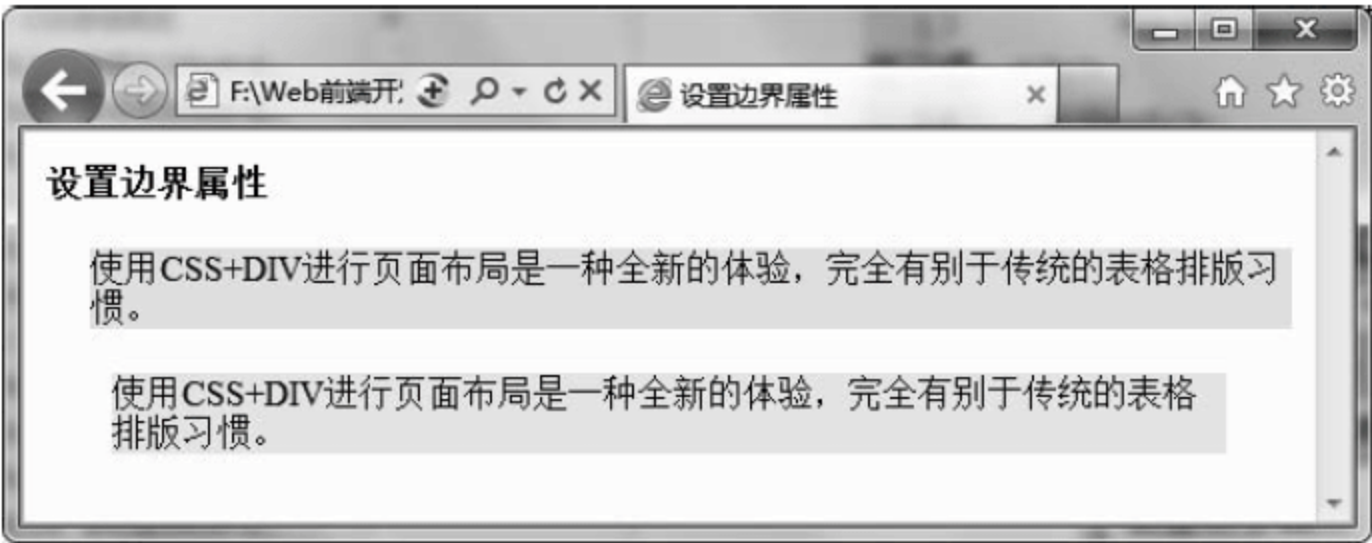 F:\Web前端开
设置边界属性
设置边界属性
使用CSS+DIV进行页面布局是一种全新的体验，完全有别于传统的表格排版习
惯。
使用CSS+DIV进行页面布局是一种全新的体验，完全有别于传统的表格
排版习惯。